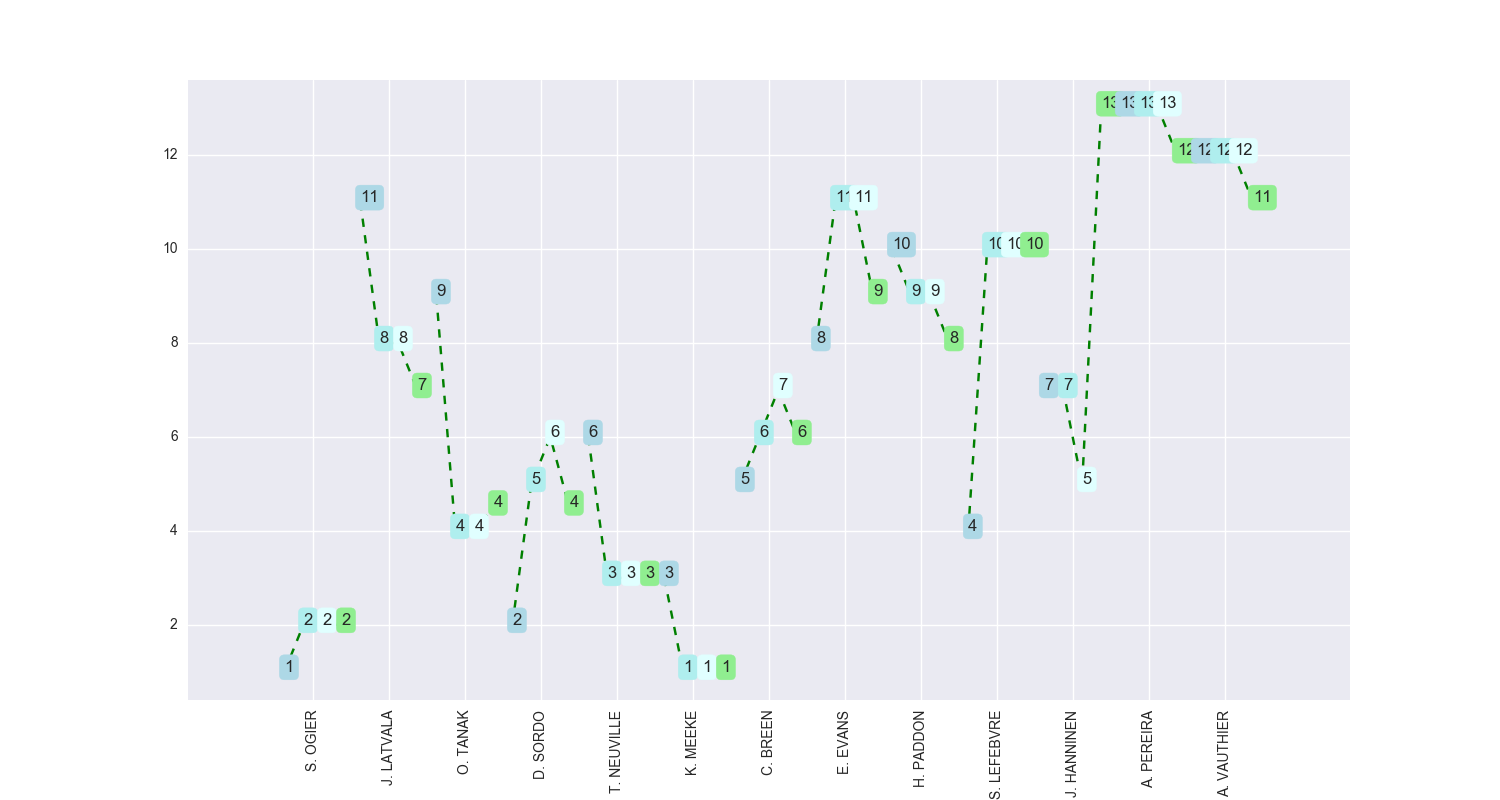 13 13 13 13
12
12 12 12 12
11
11 11
11
10
10
10 10 10
9
9 9
9
8
8 8
8
8
7
7
7 7
6
6
6
6 6
5
5
5
4
4
4
4 4
4
3 3 3 3
2
2 2 2
2
1
1 1 1
S. OGIER
J. LATVALA
O. TANAK
D. SORDO
T. NEUVILLE
K. MEEKE
C. BREEN
E. EVANS
H. PADDON
S. LEFEBVRE
J. HANNINEN
A. PEREIRA
A. VAUTHIER